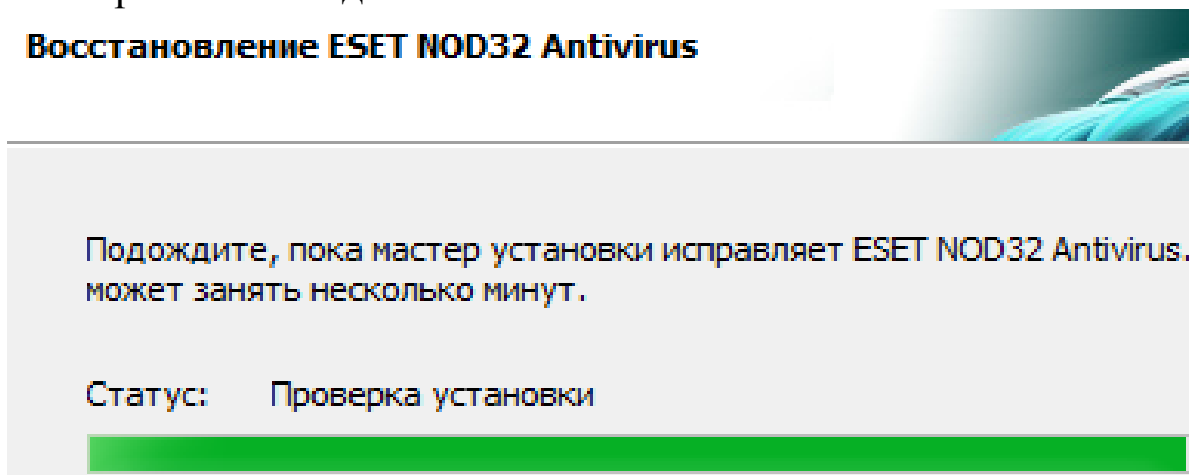 Восстановление ESET NOD32 Antivirus
Подождите, пока мастер установки исправляет ESET NOD32 Antivirus.
может занять несколько минут.
Статус: Проверка установки